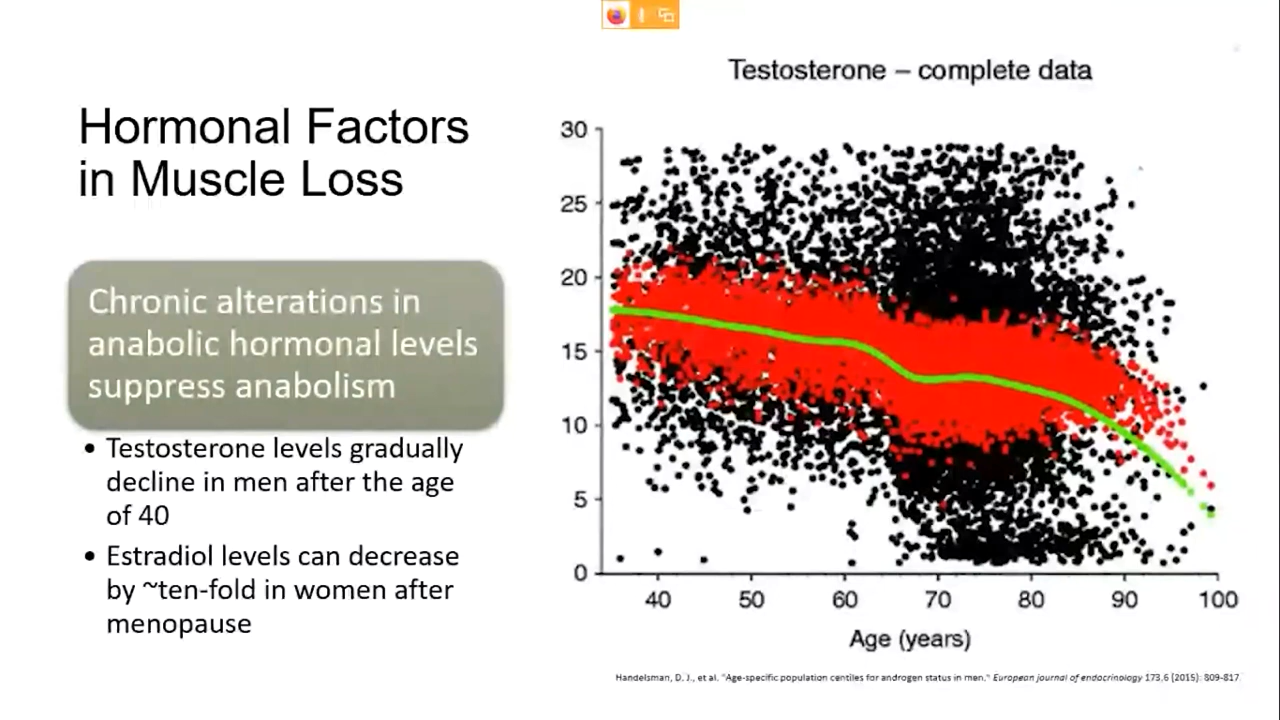 Hormonal Factors
in Muscle Loss
Chronic alterations in
anabolic hormonal levels
suppress anabolism
• Testosterone levels gradually
decline in men after the age
of 40
• Estradiol levels can decrease
by ~ten-fold in women after
menopause
Testosterone – complete data
30
25
20
15
10
5
0
40 50 60 70 80 90 100
Age (years)
Handelsman, D. J., et al. "Age-specific population centiles for androgen status in men." European journal of endocrinology 173.6 (2015): 809-817.